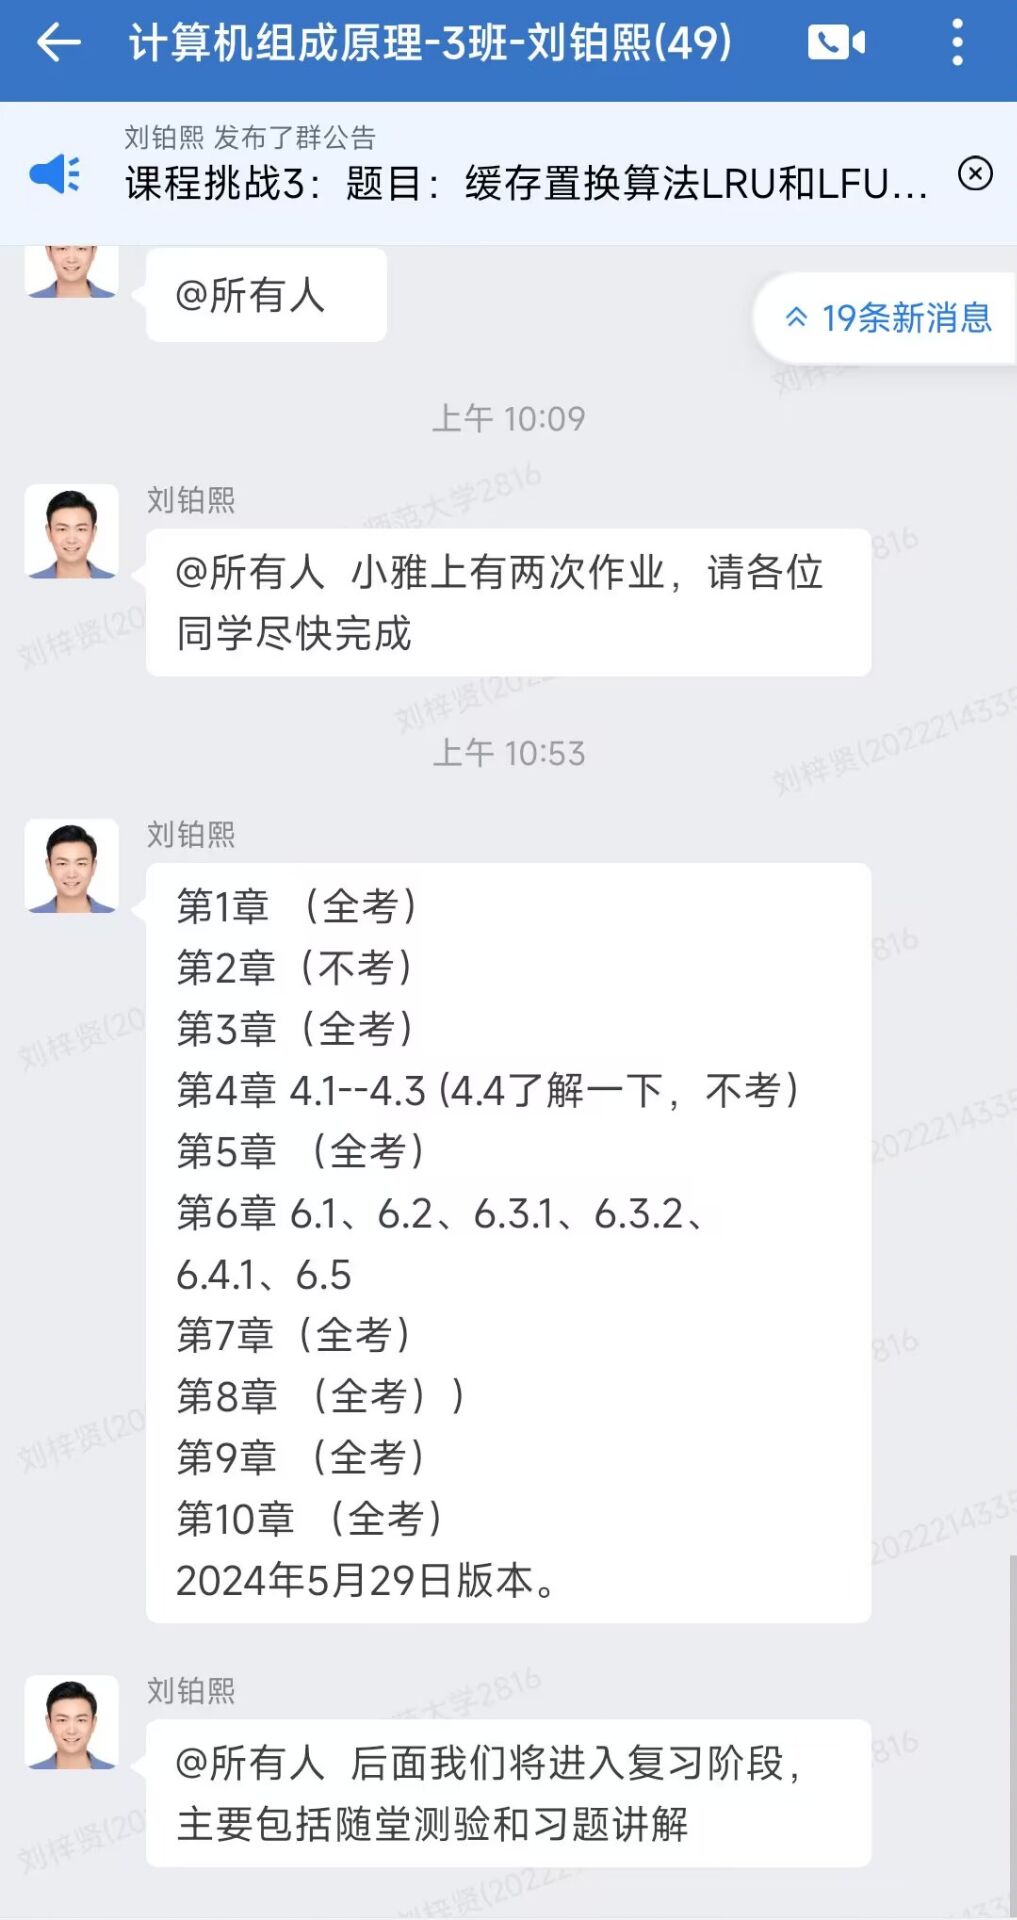 计算机组成原理-3班-刘铂熙(49)
刘铂熙 发布了群公告
课程挑战3：题目：缓存置换算法LRU和LFU...
@所有人
19条新消息
上午 10:09
刘铂熙
@所有人 小雅上有两次作业，请各位
同学尽快完成
上午 10:53
刘铂熙
第1章 （全考）
第2章（不考）
第3章（全考）
第4章 4.1--4.3 (4.4了解一下，不考）
第5章 （全考）
第6章 6.1、6.2、6.3.1、6.3.2、
6.4.1、6.5
第7章（全考）
第8章 （全考））
第9章 （全考）
第10章 （全考）
2024年5月29日版本。
刘铂熙
@所有人 后面我们将进入复习阶段，
主要包括随堂测验和习题讲解